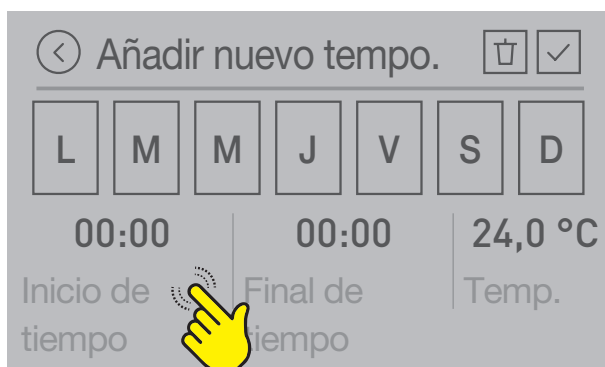 Añadir nuevo tempo.
L M M J V S D
00:00 00:00 24,0 °C
Inicio de Final de Temp.
tiempo tiempo